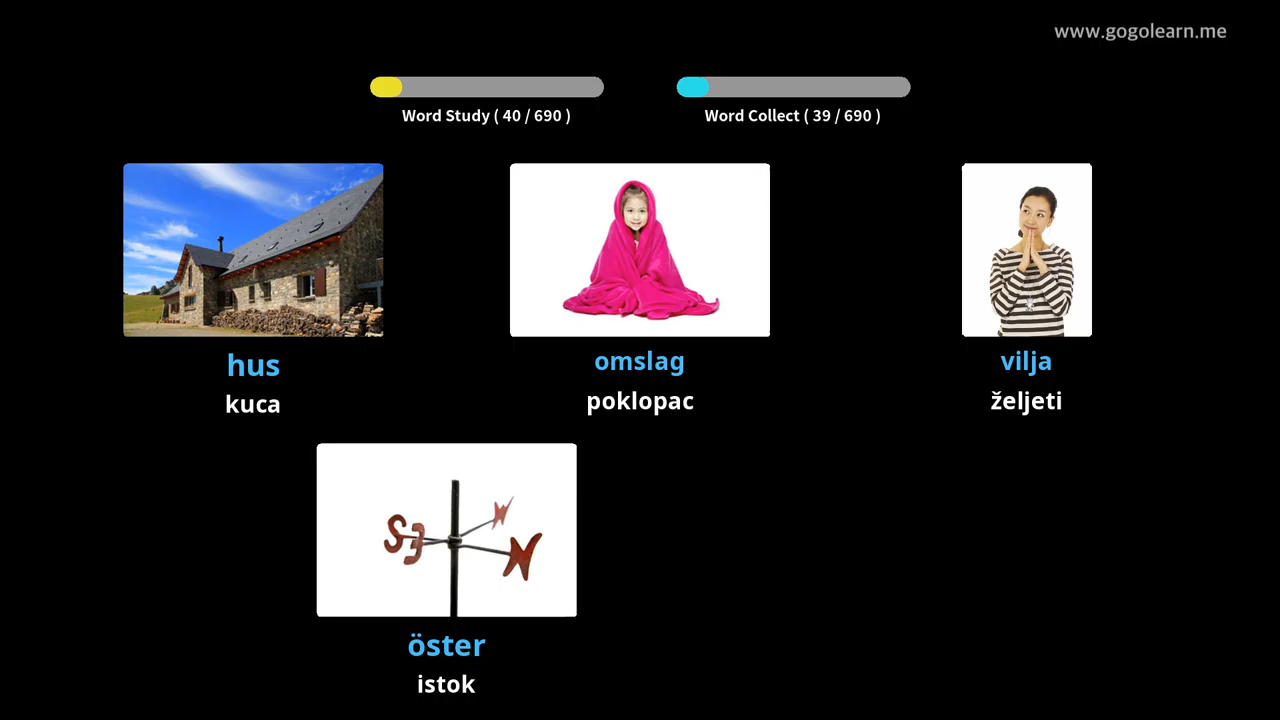 www.gogolearn.me
Word Study ( 40 / 690 )
Word Collect ( 39 / 690 )
hus
kuca
omslag
poklopac
vilja
željeti
S E N
öster
istok